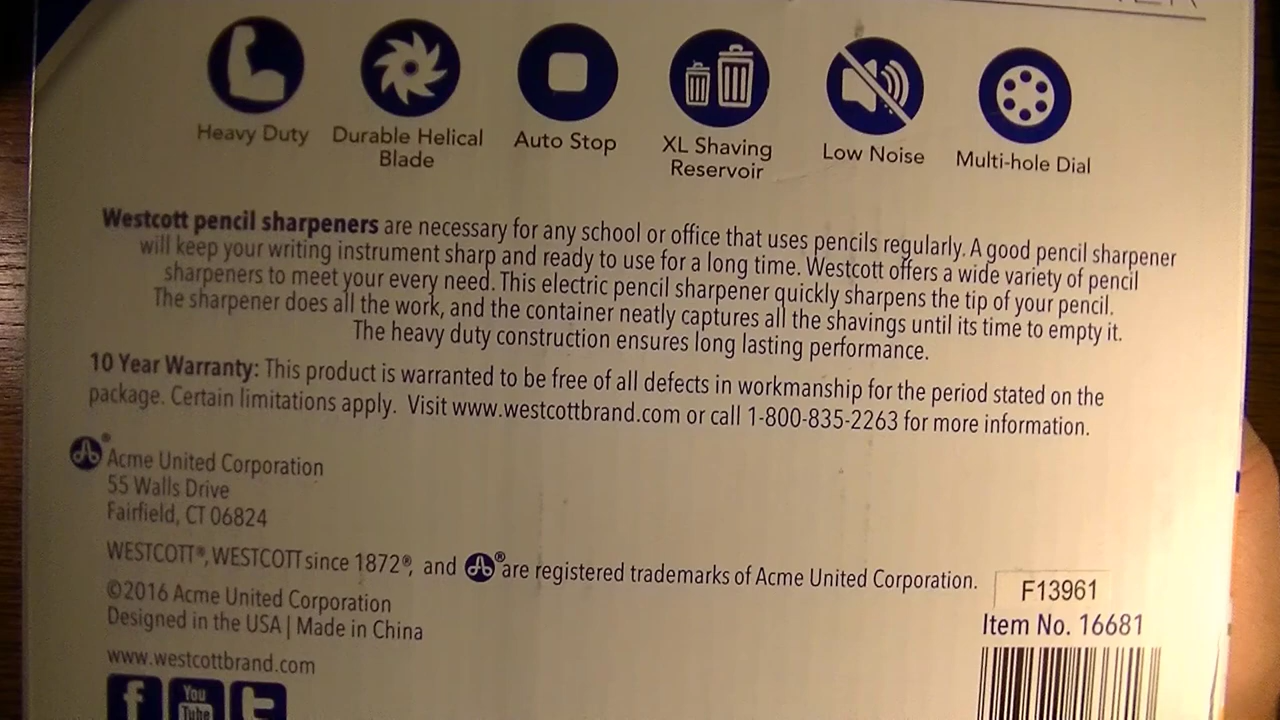 Heavy Duty
Durable Helical
Blade
Auto Stop
XL Shaving
Reservoir
Low Noise
Multi-hole Dial
Westcott pencil sharpeners are necessary for any school or office that uses pencils regularly. A good pencil sharpener
will keep your writing instrument sharp and ready to use for a long time. Westcott offers a wide variety of pencil
sharpeners to meet your every need. This electric pencil sharpener quickly sharpens the tip of your pencil.
The sharpener does all the work, and the container neatly captures all the shavings until its time to empty it.
The heavy duty construction ensures long lasting performance.
10 Year Warranty: This product is warranted to be free of all defects in workmanship for the period stated on the
package. Certain limitations apply. Visit www.westcottbrand.com or call 1-800-835-2263 for more information.
® Acme United Corporation
55 Walls Drive
Fairfield, CT 06824
WESTCOTT®, WESTCOTT since 1872®, and ® are registered trademarks of Acme United Corporation.
©2016 Acme United Corporation
Designed in the USA | Made in China
www.westcottbrand.com
f You Tube t
F13961
Item No. 16681